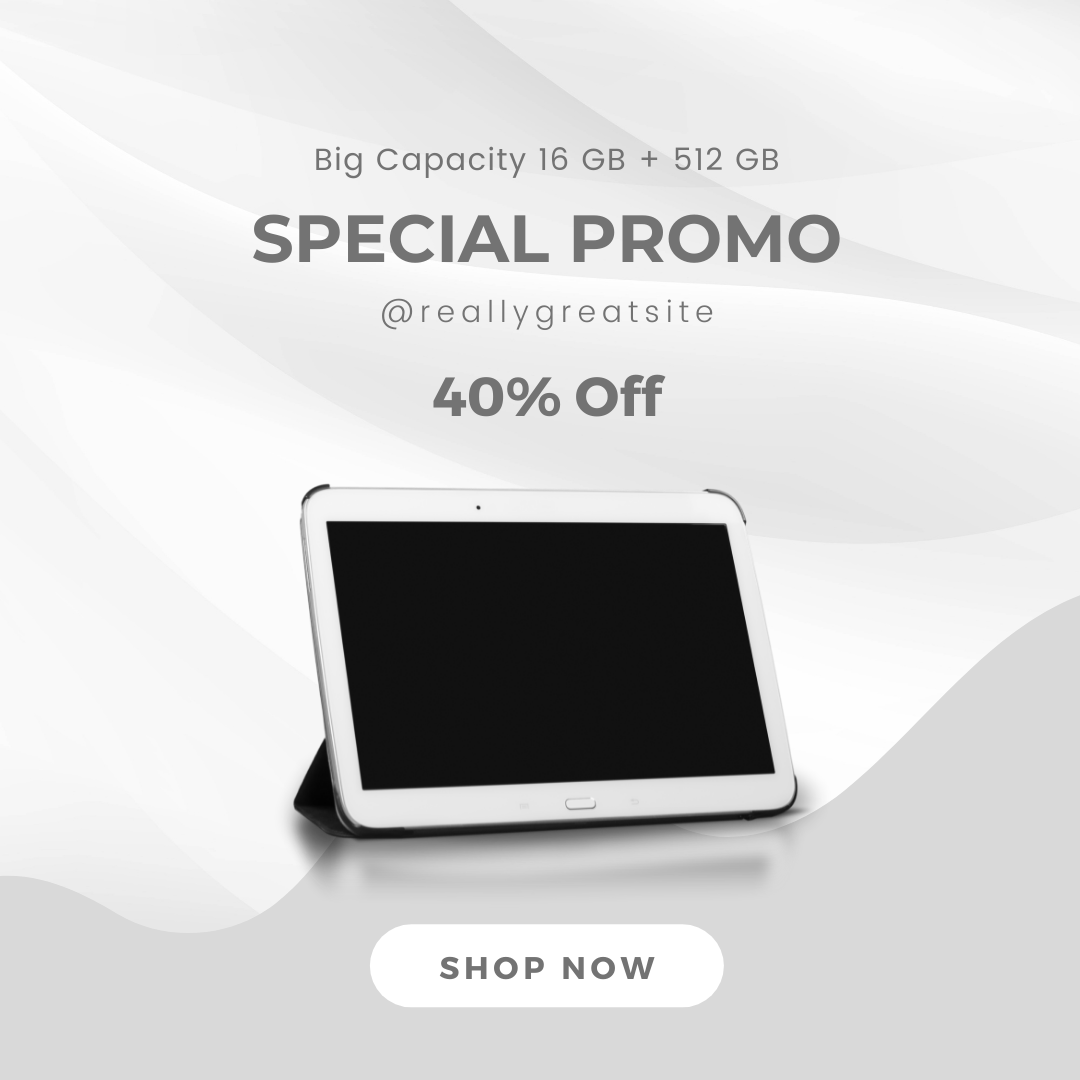 Big Capacity 16 GB + 512 GB
SPECIAL PROMO
@reallygreatsite
40% Off
SHOP NOW